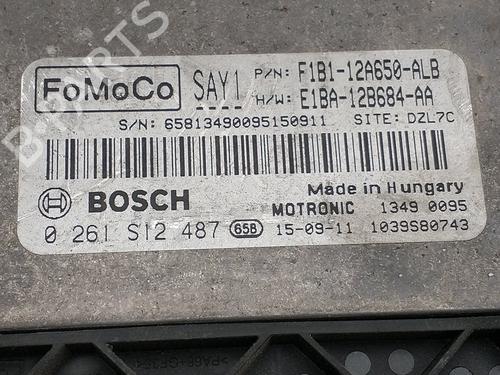 FoMoCo SAY1 P/N: F1B1-12A650-ALB
H/W: E1BA-12B684-AA
S/N: 65813490095150911 SITE: DZL7C
BOSCH Made in Hungary
MOTRONIC 1349 0095
0 261 S12 487 65B 15-09-11 1039S80743
B-PARTS